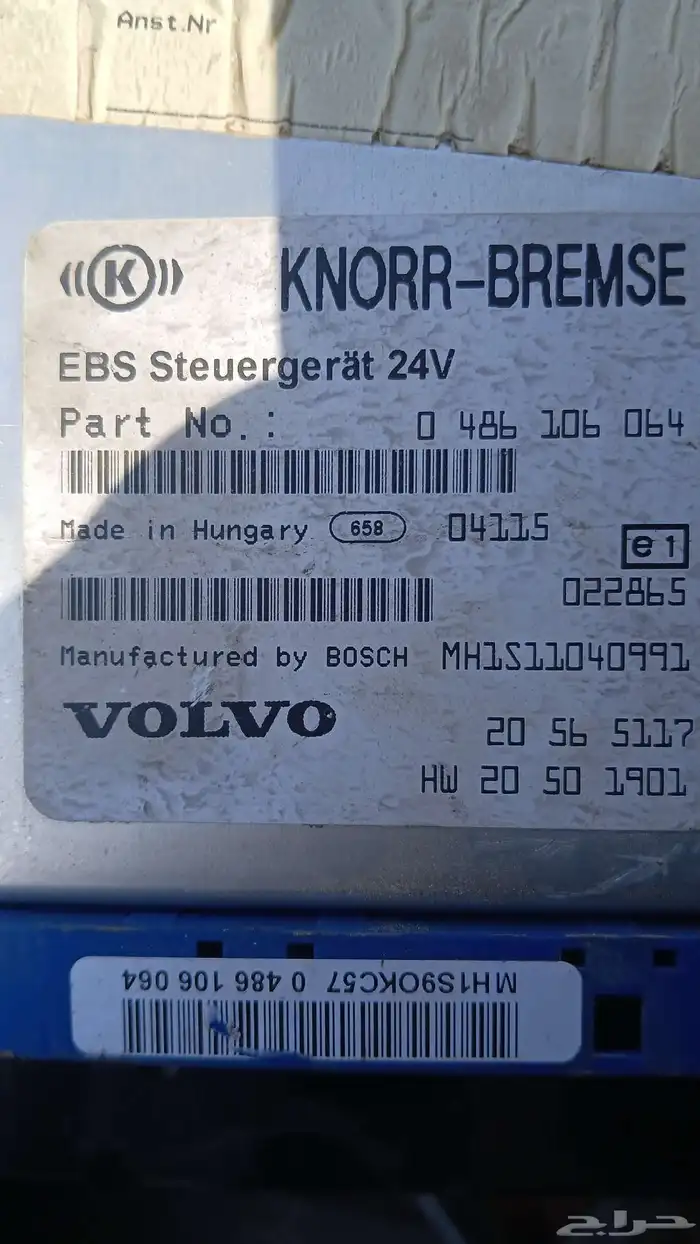 Anst.Nr
((K)) KNORR-BREMSE
EBS Steuergerät 24V
Part No.: 0 486 106 064
Made in Hungary 658 04115
e1
022865
Manufactured by BOSCH MH1S11040991
VOLVO 20 56 5117
HW 20 50 1901
MH1S9OKC57 0 486 106 064
حراج